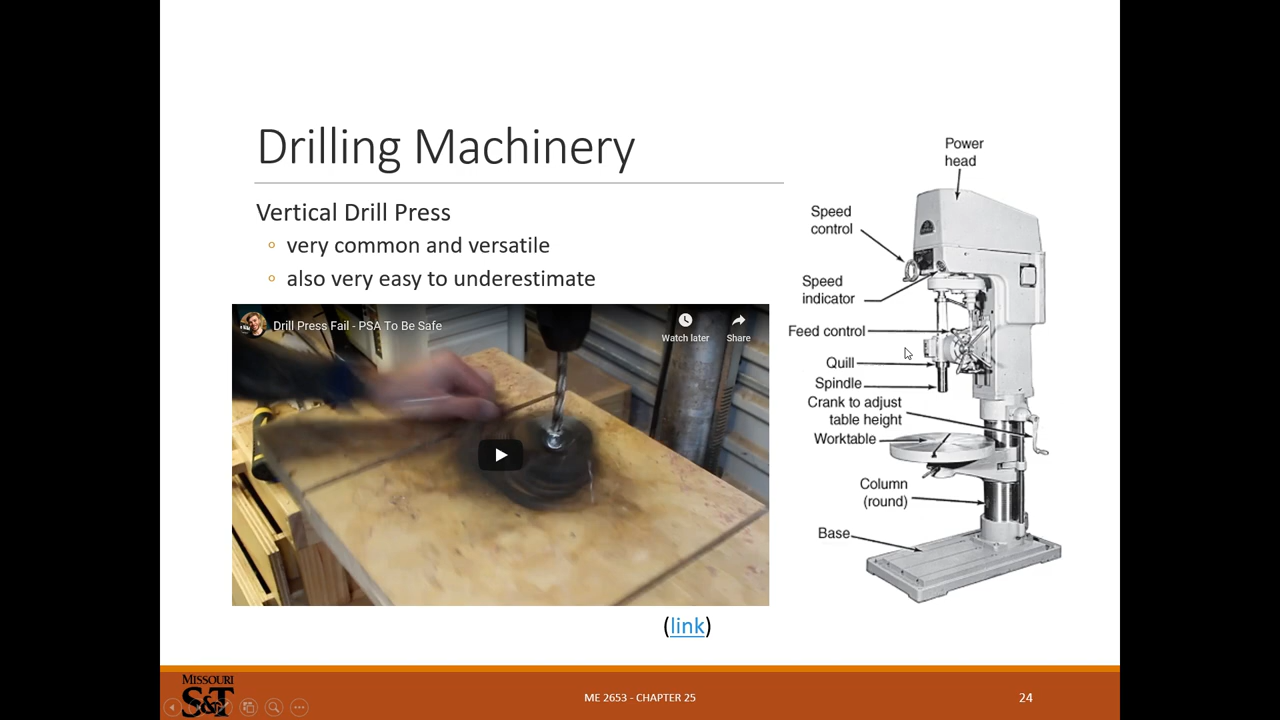 Drilling Machinery
Vertical Drill Press
very common and versatile
also very easy to underestimate
Drill Press Fail - PSA To Be Safe
Watch later
Share
(link)
Power
head
Speed
control
Speed
indicator
Feed control
Quill
Spindle
Crank to adjust
table height
Worktable
Column
(round)
Base
MISSOURI
S&T
ME 2653 - CHAPTER 25
24